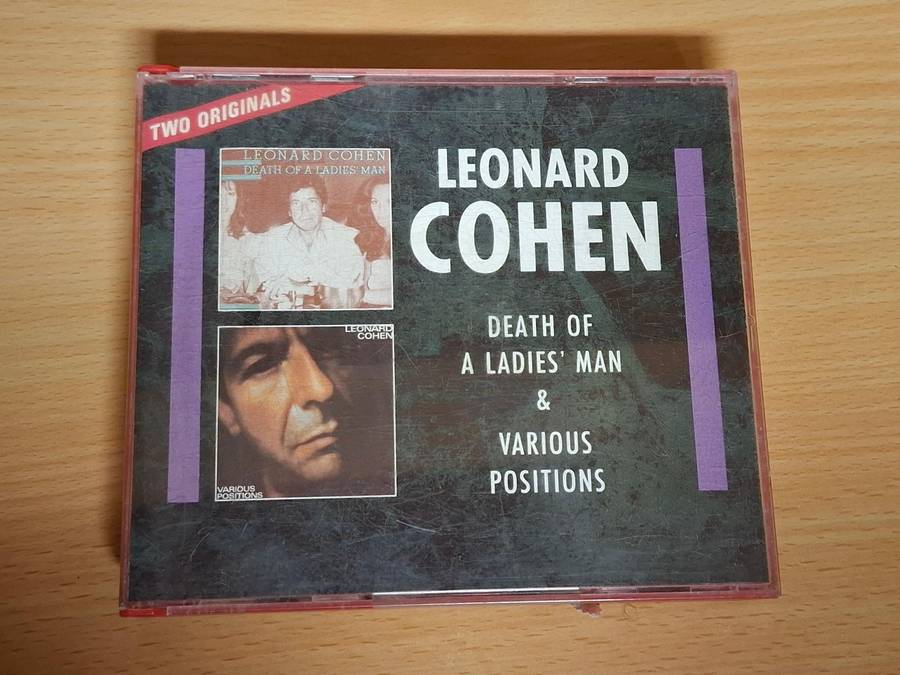 TWO ORIGINALS
LEONARD COHEN
DEATH OF A LADIES' MAN
LEONARD
COHEN
VARIOUS
POSITIONS
LEONARD
COHEN
DEATH OF
A LADIES' MAN
&
VARIOUS
POSITIONS